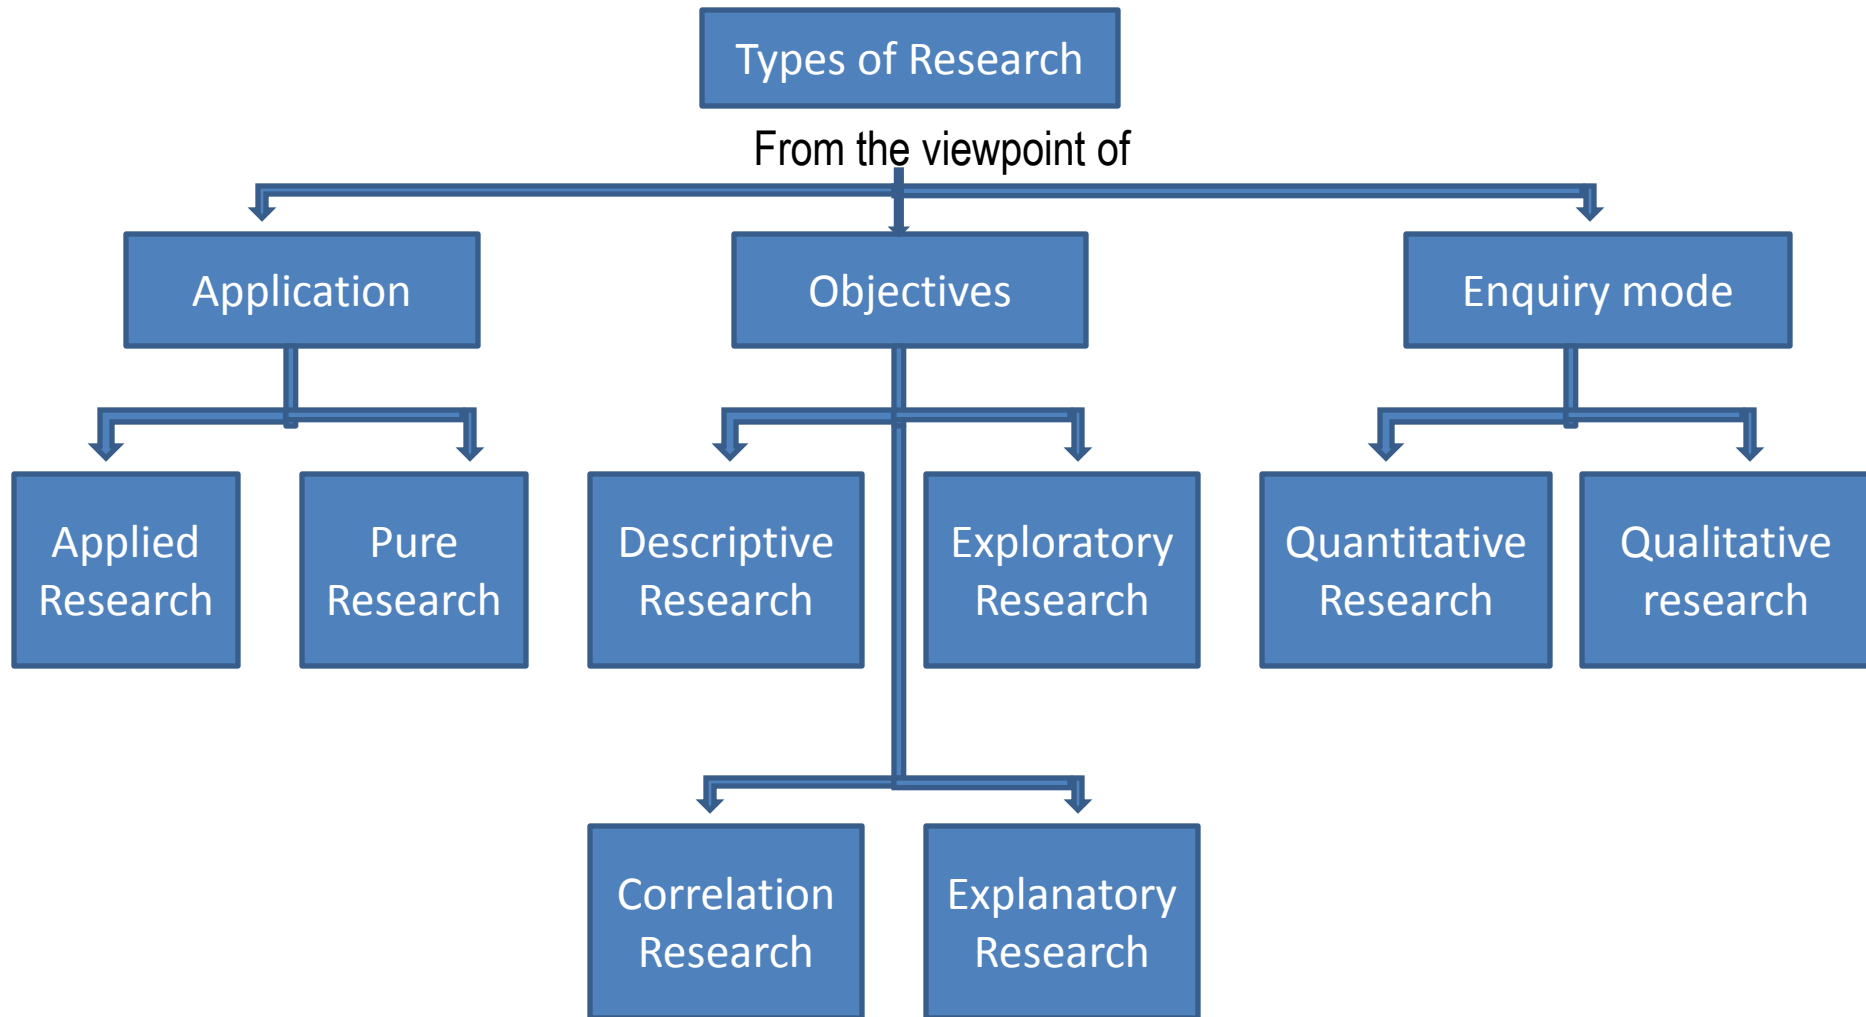 Types of Research
From the viewpoint of
Application
Objectives
Enquiry mode
Applied
Research
Pure
Research
Descriptive
Research
Exploratory
Research
Quantitative
Research
Qualitative
research
Correlation
Research
Explanatory
Research